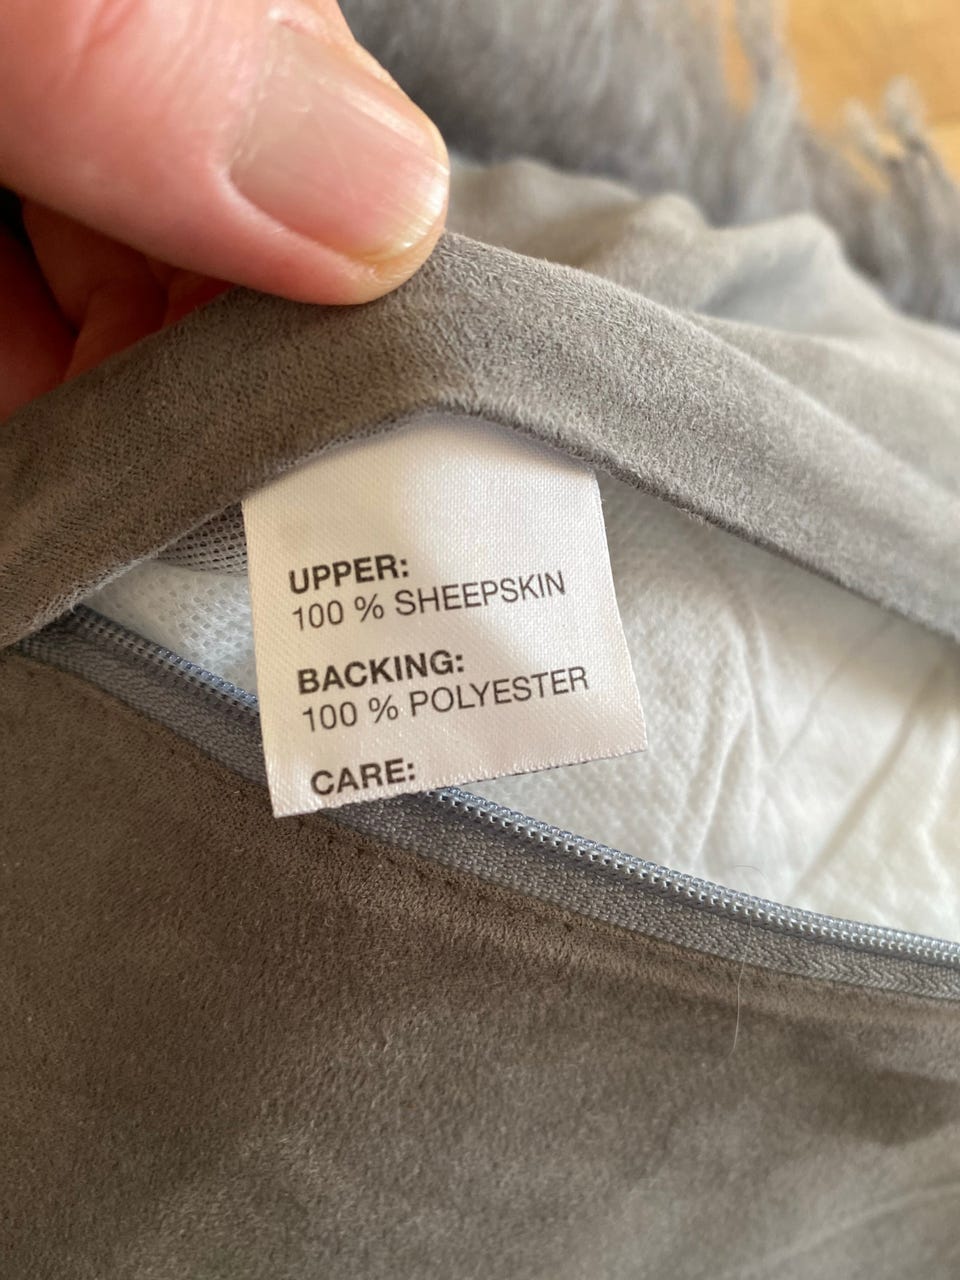 UPPER:
100 % SHEEPSKIN
BACKING:
100 % POLYESTER
CARE: